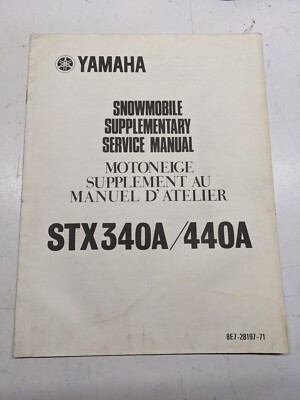 YAMAHA
SNOWMOBILE
SUPPLEMENTARY
SERVICE MANUAL
MOTONEIGE
SUPPLEMENT AU
MANUEL D'ATELIER
STX340A/440A
8E7-28197-71